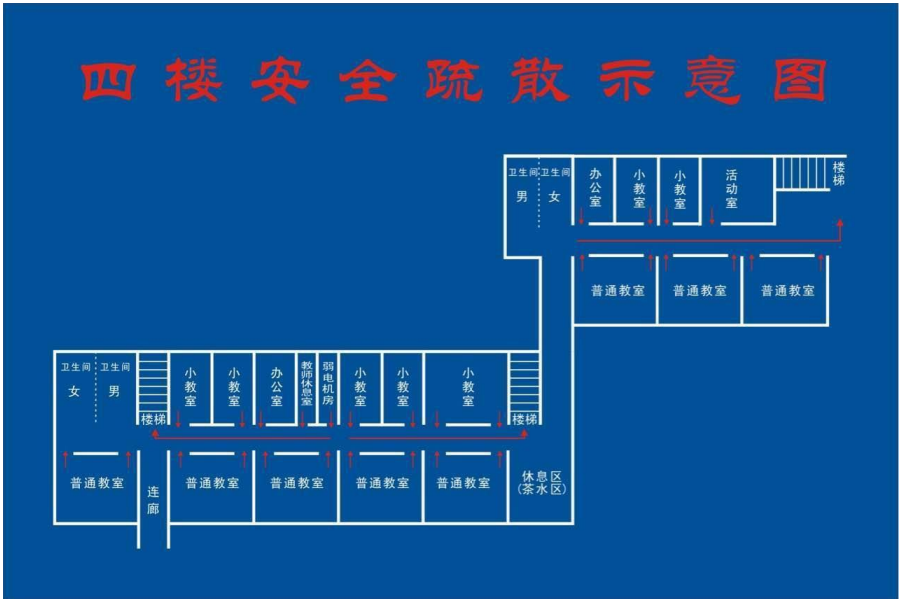 四楼安全疏散示意图
卫生间
男
卫生间
女
办公室
小教室
小教室
活动室
楼梯
普通教室
普通教室
普通教室
卫生间
女
卫生间
男
楼梯
小教室
小教室
办公室
教师休息室
弱电机房
小教室
小教室
小教室
楼梯
普通教室
连廊
普通教室
普通教室
普通教室
普通教室
休息区
(茶水区)